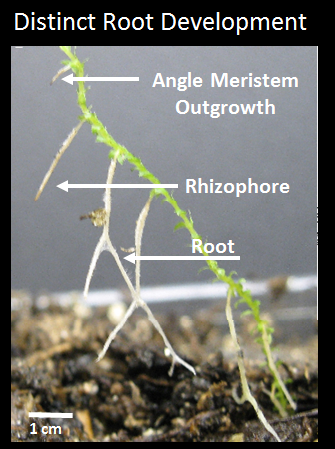 Distinct Root Development
Angle Meristem
Outgrowth
Rhizophore
Root
1 cm